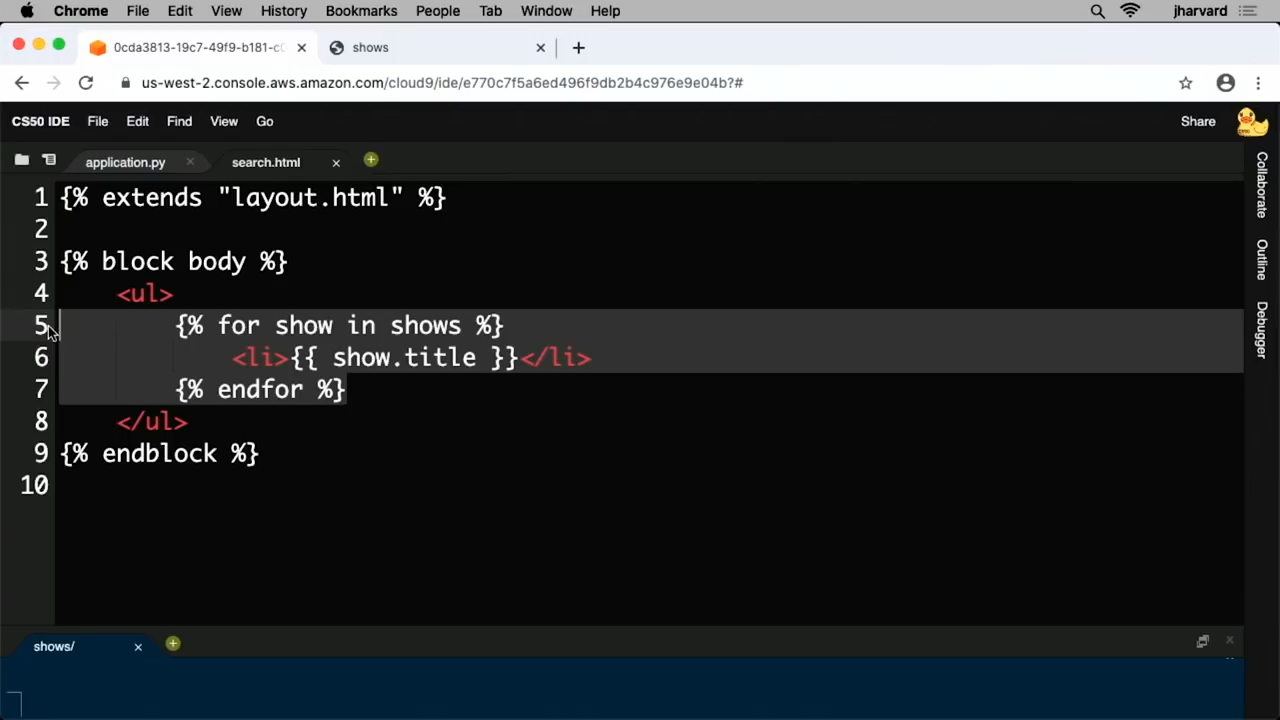 Chrome File Edit View History Bookmarks People Tab Window Help jharvard
0cda3813-19c7-49f9-b181-c0 shows
us-west-2.console.aws.amazon.com/cloud9/ide/e770c7f5a6ed496f9db2b4c976e9e04b?#
CS50 IDE File Edit Find View Go Share
application.py search.html
1 {% extends "layout.html" %}
2
3 {% block body %}
4 <ul>
5 {% for show in shows %}
6 <li>{{ show.title }}</li>
7 {% endfor %}
8 </ul>
9 {% endblock %}
10
Collaborate
Outline
Debugger
shows/